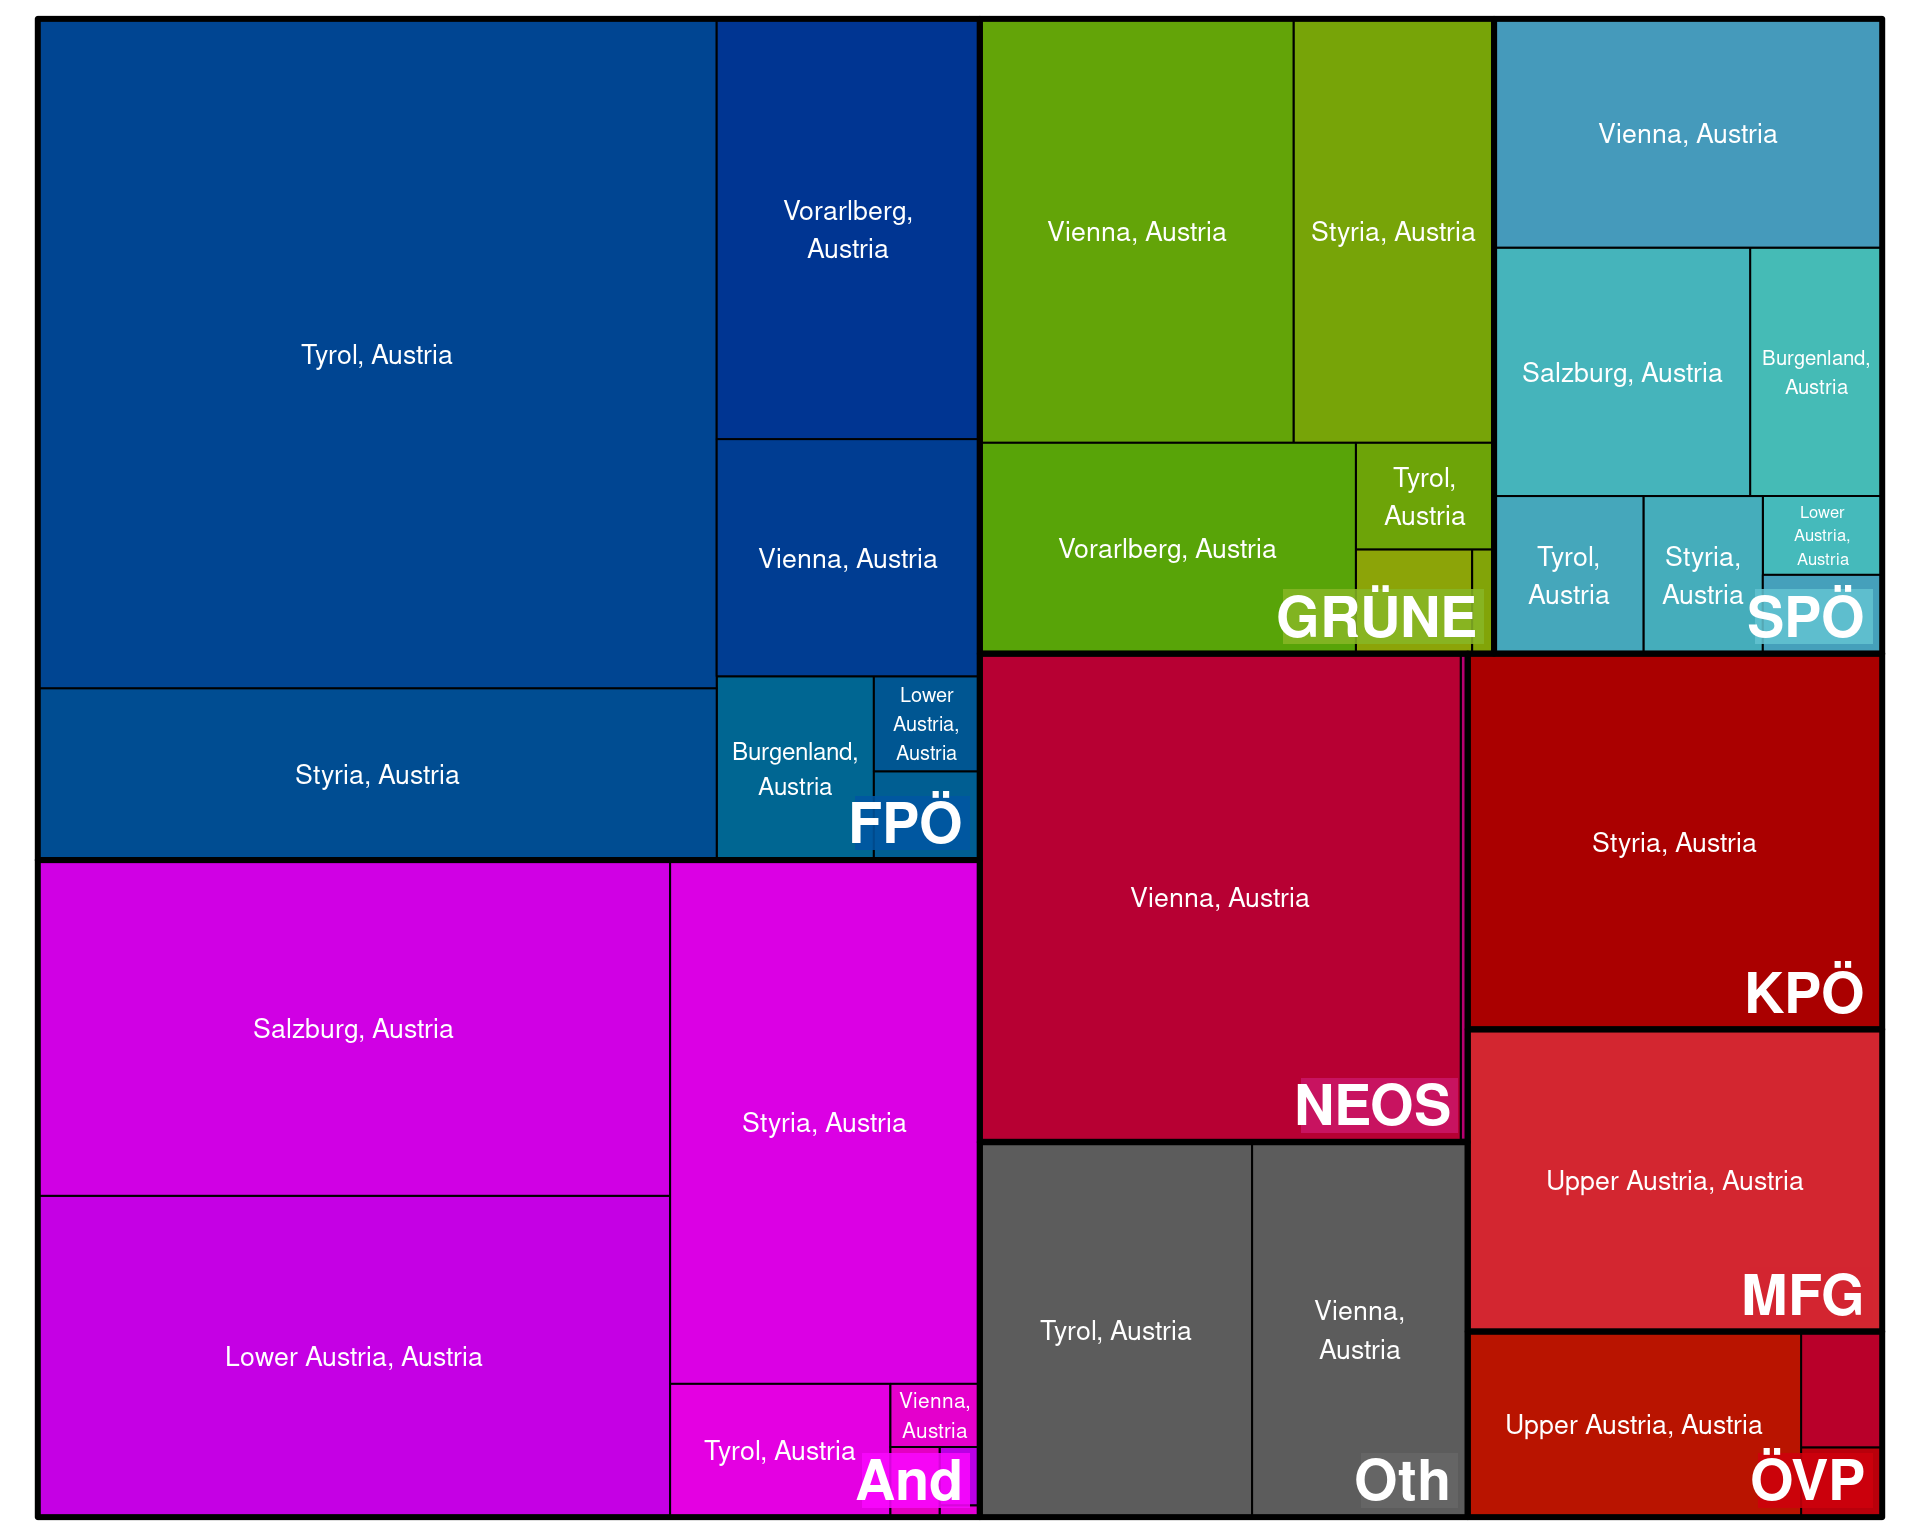 Tyrol, Austria
Styria, Austria
Vorarlberg,
Austria
Vienna, Austria
Burgenland,
Austria
Lower
Austria,
Austria
FPÖ
Salzburg, Austria
Lower Austria, Austria
Styria, Austria
Tyrol, Austria
Vienna,
Austria
And
Vienna, Austria
Styria, Austria
Vorarlberg, Austria
Tyrol,
Austria
GRÜNE
Vienna, Austria
Salzburg, Austria
Burgenland,
Austria
Tyrol,
Austria
Styria,
Austria
Lower
Austria,
Austria
SPÖ
Vienna, Austria
NEOS
Styria, Austria
KPÖ
Upper Austria, Austria
MFG
Tyrol, Austria
Vienna,
Austria
Oth
Upper Austria, Austria
ÖVP